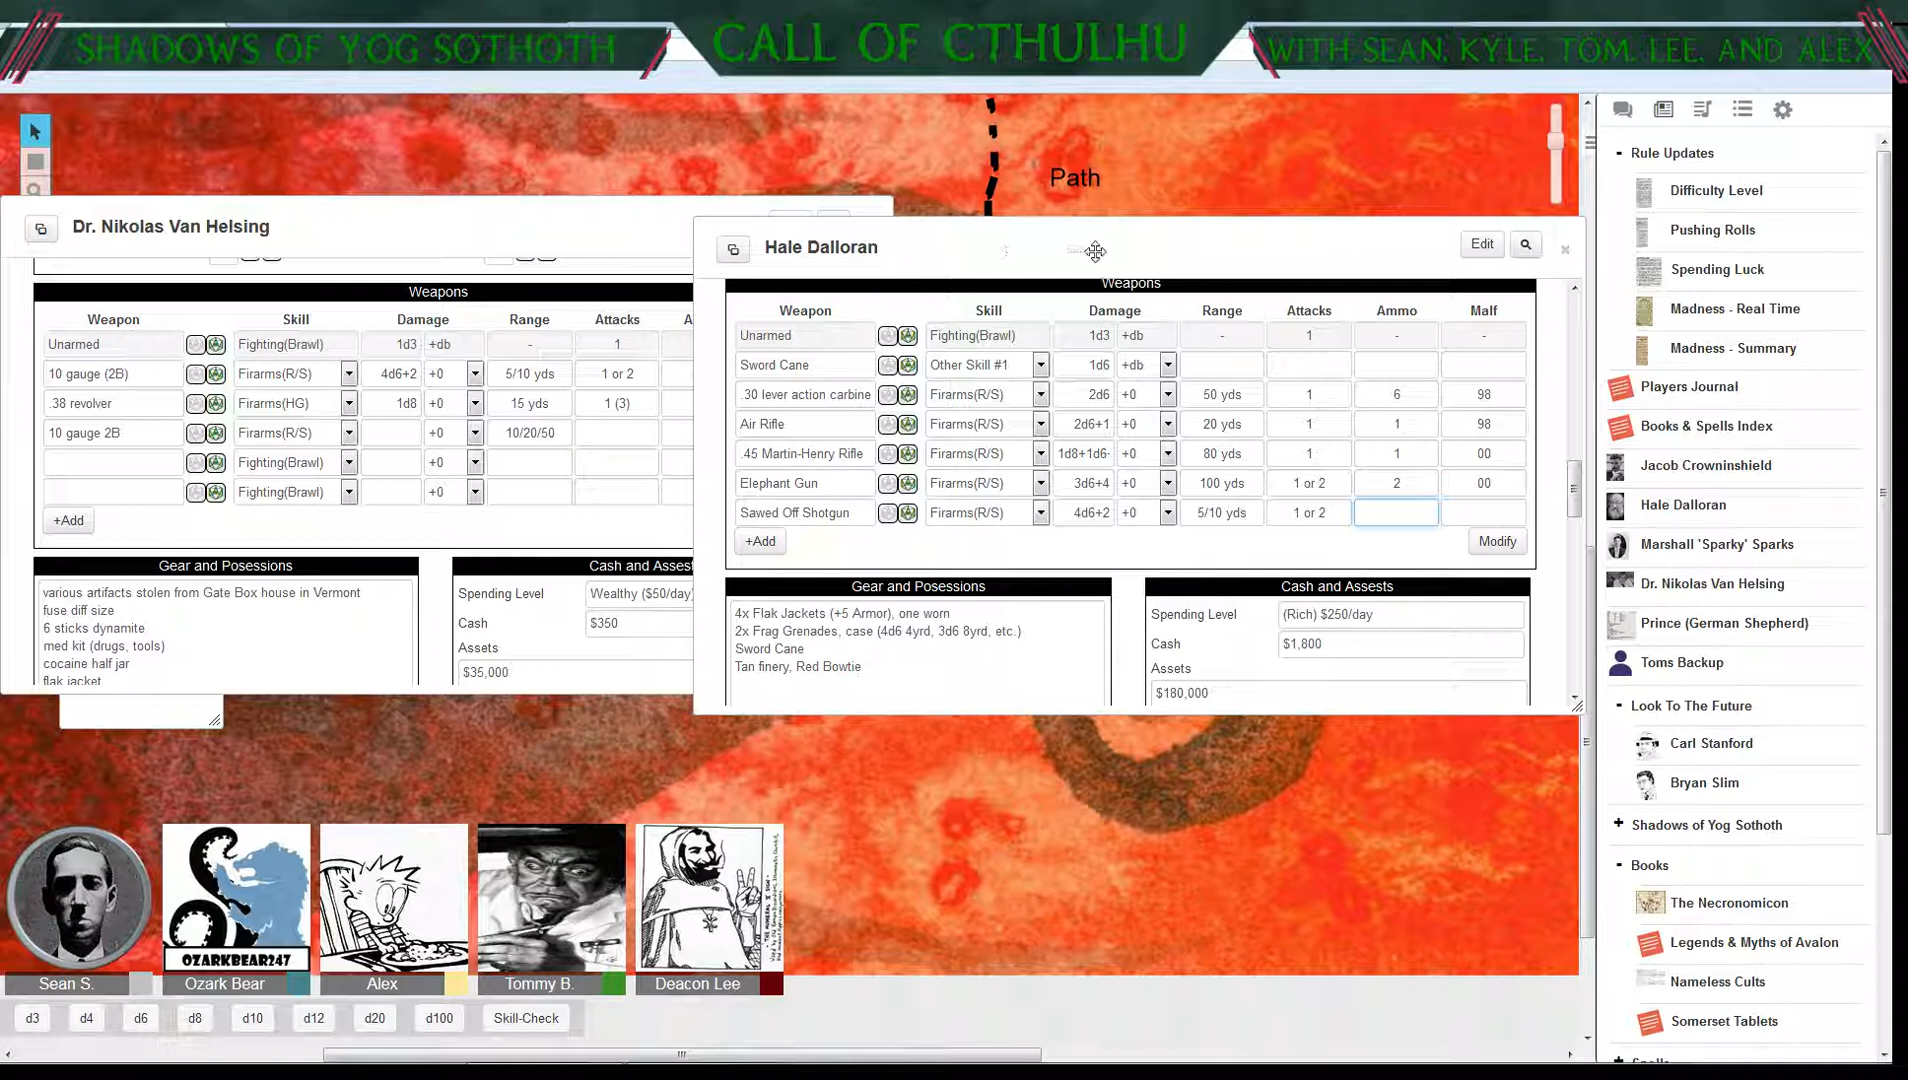 SHADOWS OF YOG SOTHOTH
CALL OF CTHULHU
WITH SEAN, KYLE, TOM, LEE, AND ALEX
Path
Dr. Nikolas Van Helsing
Weapons
Weapon Skill Damage Range Attacks A
Unarmed Fighting(Brawl) 1d3 +db - 1
10 gauge (2B) Firarms(R/S) 4d6+2 +0 5/10 yds 1 or 2
.38 revolver Firarms(HG) 1d8 +0 15 yds 1 (3)
10 gauge 2B Firarms(R/S) +0 10/20/50
Fighting(Brawl) +0
Fighting(Brawl) +0
+Add
Gear and Posessions
various artifacts stolen from Gate Box house in Vermont
fuse diff size
6 sticks dynamite
med kit (drugs, tools)
cocaine half jar
flak jacket
Cash and Assest
Spending Level Wealthy ($50/day)
Cash $350
Assets
$35,000
Hale Dalloran
Edit
Weapons
Weapon Skill Damage Range Attacks Ammo Malf
Unarmed Fighting(Brawl) 1d3 +db - 1 - -
Sword Cane Other Skill #1 1d6 +db
.30 lever action carbine Firarms(R/S) 2d6 +0 50 yds 1 6 98
Air Rifle Firarms(R/S) 2d6+1 +0 20 yds 1 1 98
.45 Martin-Henry Rifle Firarms(R/S) 1d8+1d6- +0 80 yds 1 1 00
Elephant Gun Firarms(R/S) 3d6+4 +0 100 yds 1 or 2 2 00
Sawed Off Shotgun Firarms(R/S) 4d6+2 +0 5/10 yds 1 or 2
+Add
Modify
Gear and Posessions
4x Flak Jackets (+5 Armor), one worn
2x Frag Grenades, case (4d6 4yrd, 3d6 8yrd, etc.)
Sword Cane
Tan finery, Red Bowtie
Cash and Assests
Spending Level (Rich) $250/day
Cash $1,800
Assets
$180,000
Rule Updates
Difficulty Level
Pushing Rolls
Spending Luck
Madness - Real Time
Madness - Summary
Players Journal
Books & Spells Index
Jacob Crowninshield
Hale Dalloran
Marshall 'Sparky' Sparks
Dr. Nikolas Van Helsing
Prince (German Shepherd)
Toms Backup
Look To The Future
Carl Stanford
Bryan Slim
Shadows of Yog Sothoth
Books
The Necronomicon
Legends & Myths of Avalon
Nameless Cults
Somerset Tablets
OZARKBEAR247
Sean S.
Ozark Bear
Alex
Tommy B.
Deacon Lee
d3 d4 d6 d8 d10 d12 d20 d100 Skill-Check